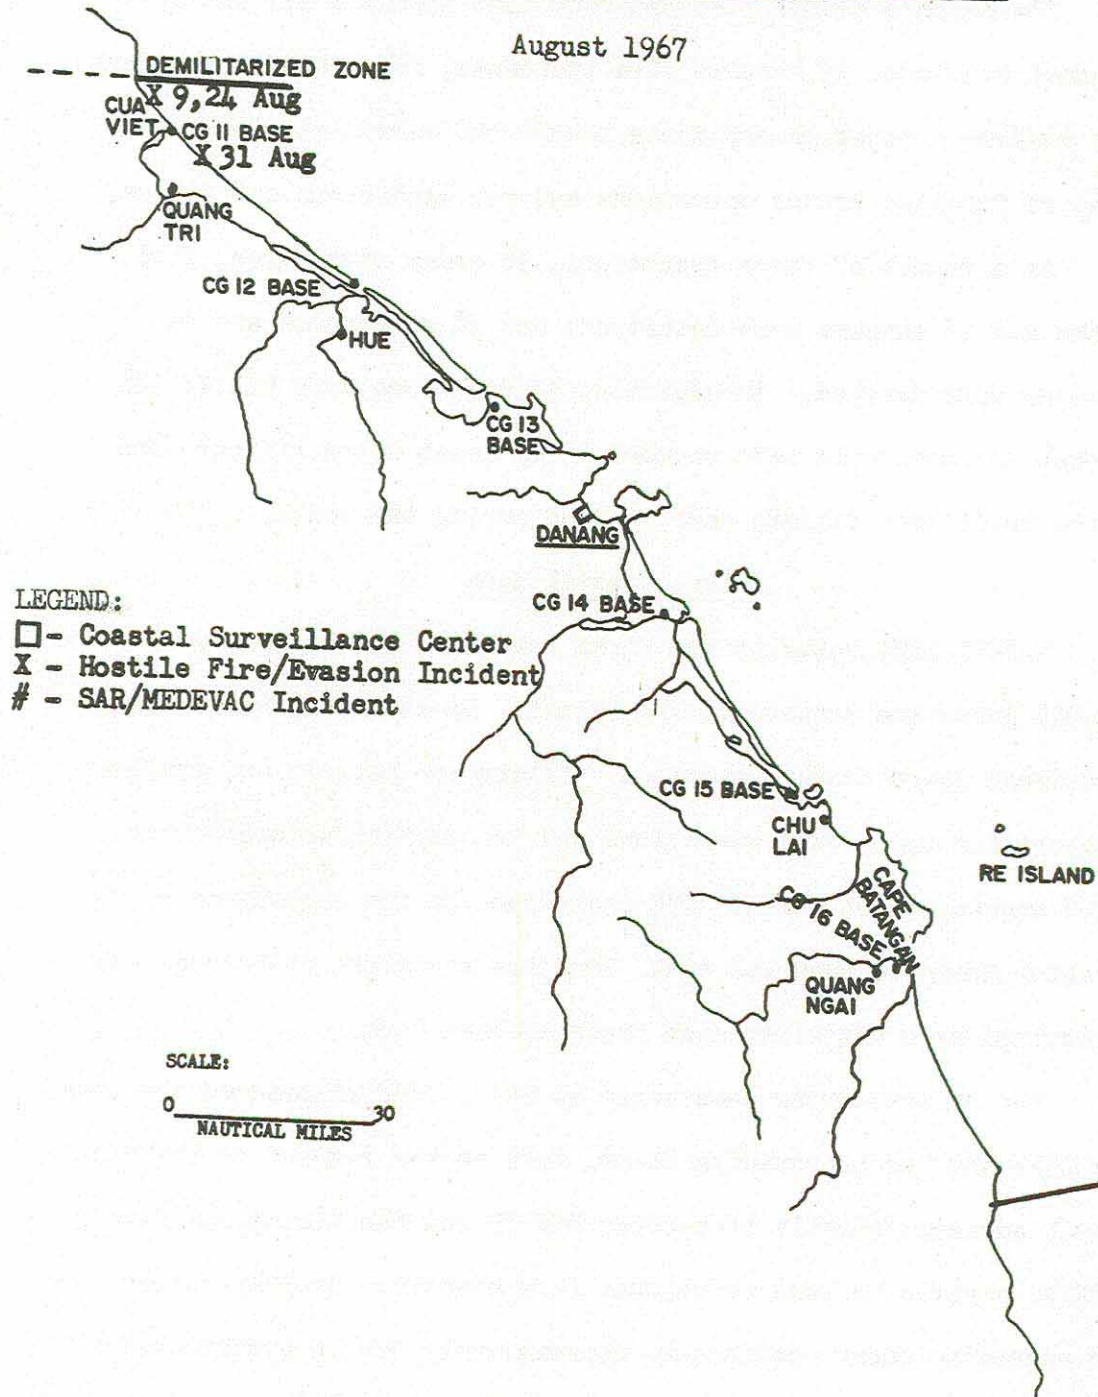 August 1967
DEMILITARIZED ZONE
X 9,24 Aug
CUA
VIET
CG 11 BASE
X 31 Aug
QUANG
TRI
CG 12 BASE
HUE
CG 13
BASE
DANANG
CG 14 BASE
LEGEND:
□ - Coastal Surveillance Center
X - Hostile Fire/Evasion Incident
# - SAR/MEDEVAC Incident
CG 15 BASE
CHU
LAI
RE ISLAND
CAPE
BATANGAN
CG 16 BASE
QUANG
NGAI
SCALE:
0 30
NAUTICAL MILES